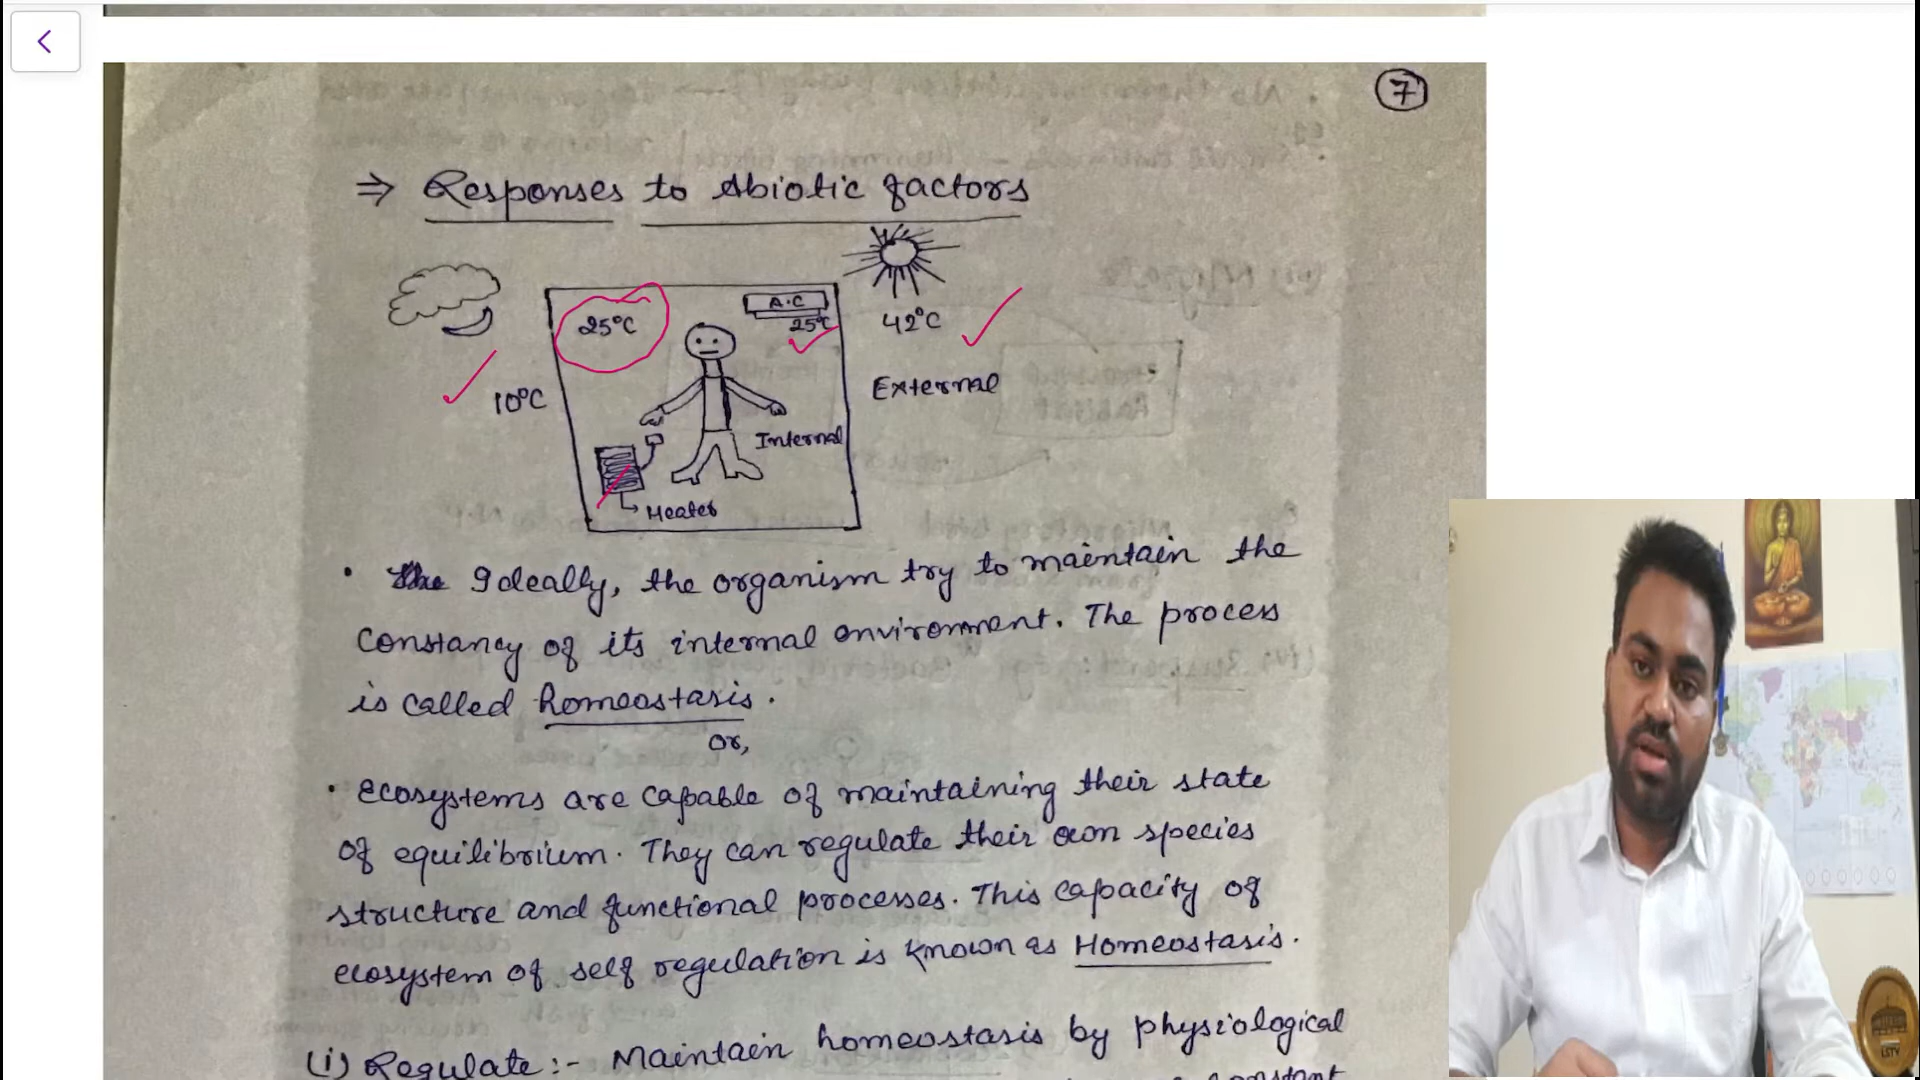 7
⇒ Responses to Abiotic factors
25°C
A.C
25°C
42°C
10°C
External
Internal
Heater
• Ideally, the organism try to maintain the
constancy of its internal environment. The process
is called homeostasis.
or,
• Ecosystems are capable of maintaining their state
of equilibrium. They can regulate their own species
structure and functional processes. This capacity of
ecosystem of self regulation is known as Homeostasis.
(i) Regulate:- Maintain homeostasis by physiological
constant
LSTV